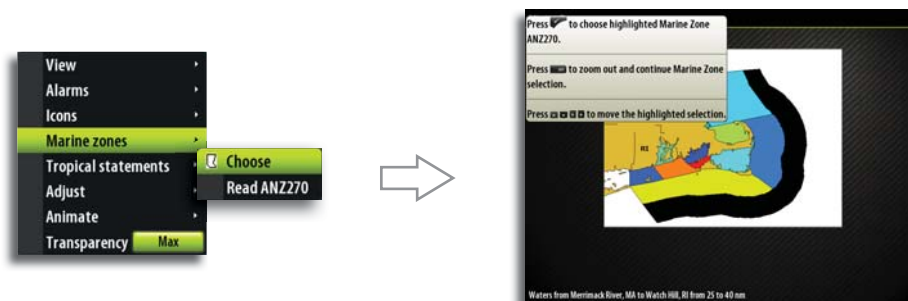 View
Alarms
Icons
Marine zones
Tropical statements
Adjust
Animate
Transparency Max
Choose
Read ANZ270
Press to choose highlighted Marine Zone
ANZ270.
Press to zoom out and continue Marine Zone
selection.
Press to move the highlighted selection.
RI
Waters from Merrimack River, MA to Watch Hill, RI from 25 to 40 nm